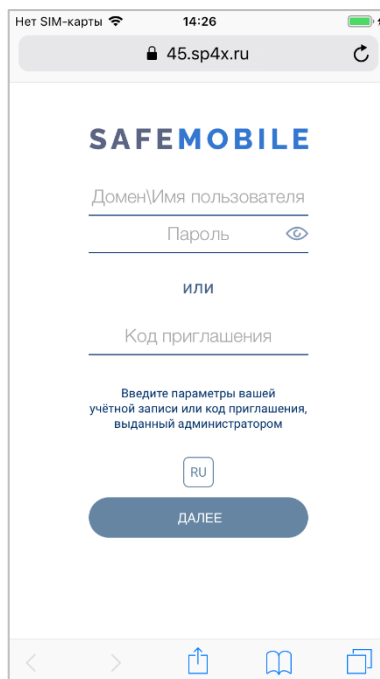 Нет SIM-карты 14:26
45.sp4x.ru
SAFEMOBILE
Домен\Имя пользователя
Пароль
или
Код приглашения
Введите параметры вашей
учётной записи или код приглашения,
выданный администратором
RU
ДАЛЕЕ